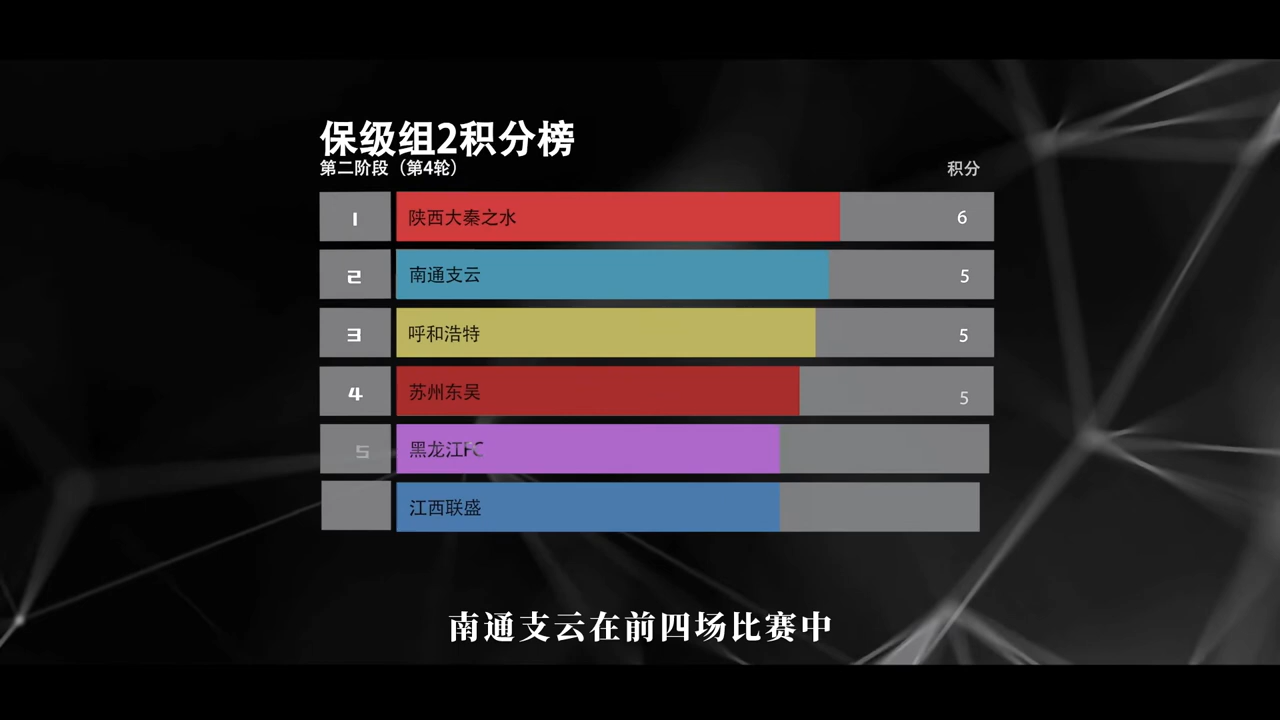 保级组2积分榜
第二阶段（第4轮） 积分
1 陕西大秦之水 6
2 南通支云 5
3 呼和浩特 5
4 苏州东吴 5
5 黑龙江FC
江西联盛
南通支云在前四场比赛中